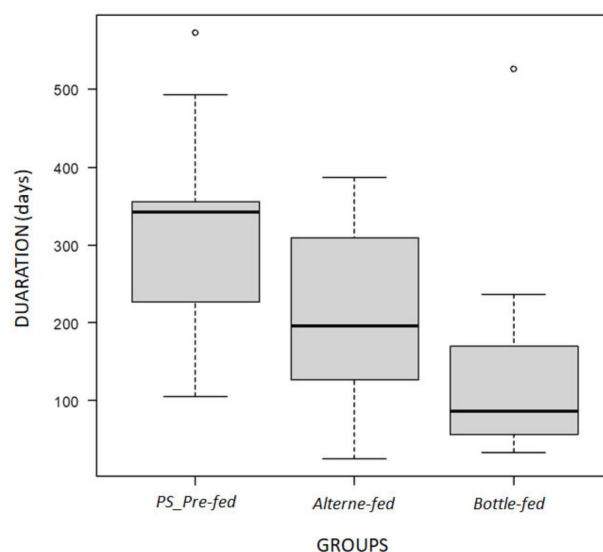 DUARATION (days)
500
400
300
200
100
PS_Pre-fed Alterne-fed Bottle-fed
GROUPS